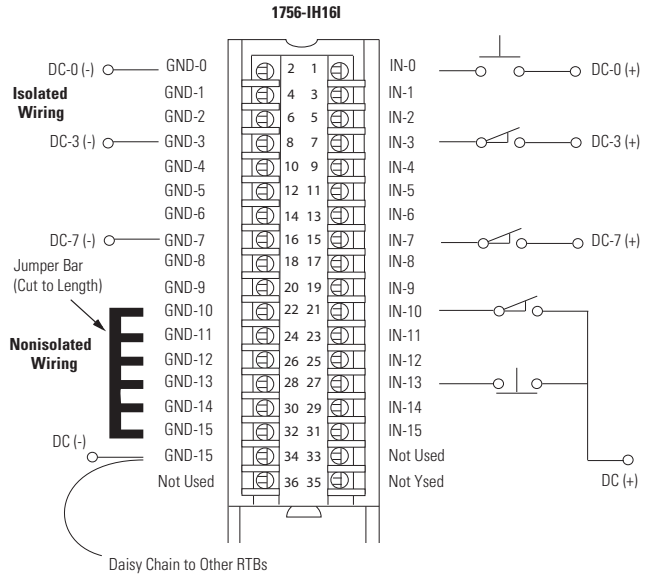 1756-IH16I
DC-0 (-) GND-0 2 1 IN-0 DC-0 (+)
Isolated
Wiring
GND-1 4 3 IN-1
GND-2 6 5 IN-2
DC-3 (-) GND-3 8 7 IN-3 DC-3 (+)
GND-4 10 9 IN-4
GND-5 12 11 IN-5
GND-6 14 13 IN-6
DC-7 (-) GND-7 16 15 IN-7 DC-7 (+)
Jumper Bar
(Cut to Length)
GND-8 18 17 IN-8
GND-9 20 19 IN-9
GND-10 22 21 IN-10
Nonisolated
Wiring
GND-11 24 23 IN-11
GND-12 26 25 IN-12
GND-13 28 27 IN-13
GND-14 30 29 IN-14
GND-15 32 31 IN-15
DC (-) GND-15 34 33 Not Used
Not Used 36 35 Not Ysed
DC (+)
Daisy Chain to Other RTBs